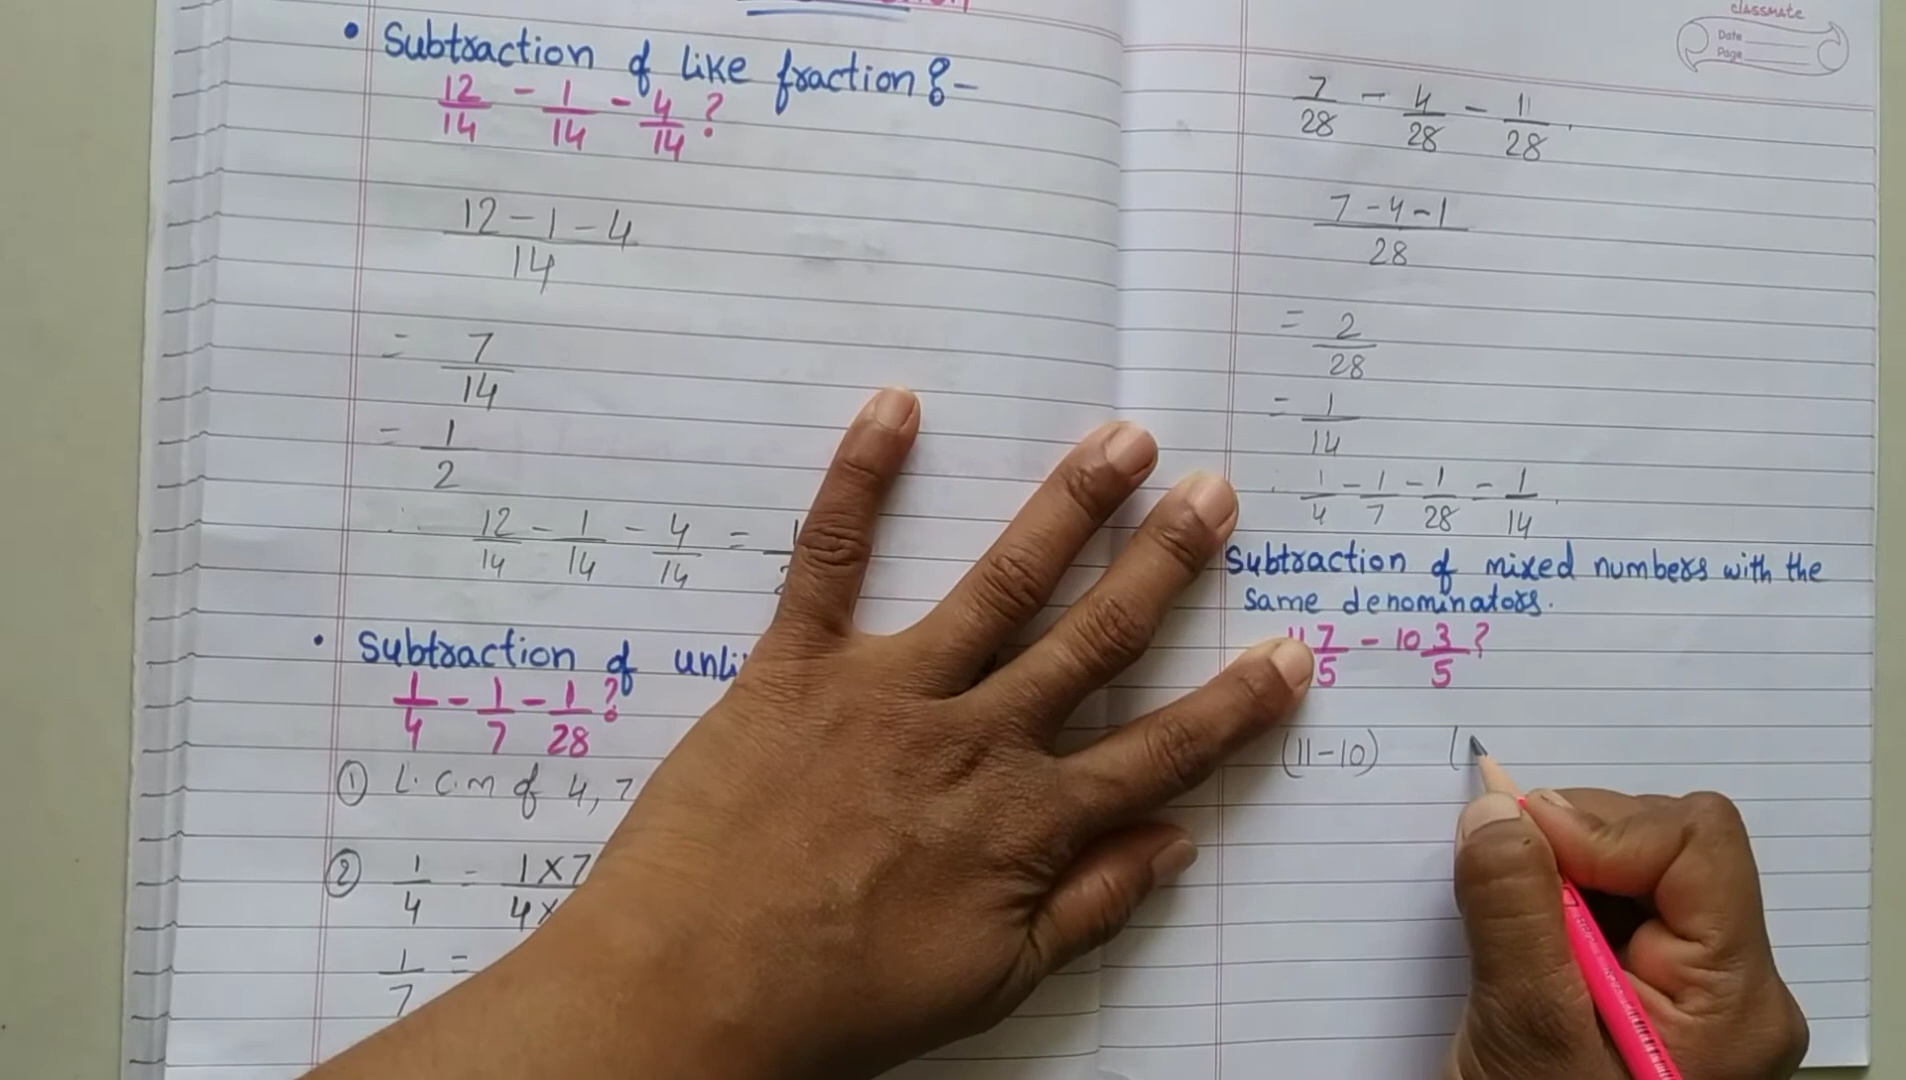 • Subtraction of like fraction :-
12/14 - 1/14 - 4/14 ?
12 - 1 - 4 / 14
= 7/14
= 1/2
∴ 12/14 - 1/14 - 4/14 =
• Subtraction of
1/4 - 1/7 - 1/28 ?
① L.C.M of 4, 7
② 1/4 = 1×7 / 4×
1/7 =
classmate
Date
Page
7/28 - 4/28 - 1/28 .
7 - 4 - 1 / 28
= 2/28
= 1/14
1/4 - 1/7 - 1/28 = 1/14 .
Subtraction of mixed numbers with the
same denominators.
11 7/5 - 10 3/5 ?
(11-10) (